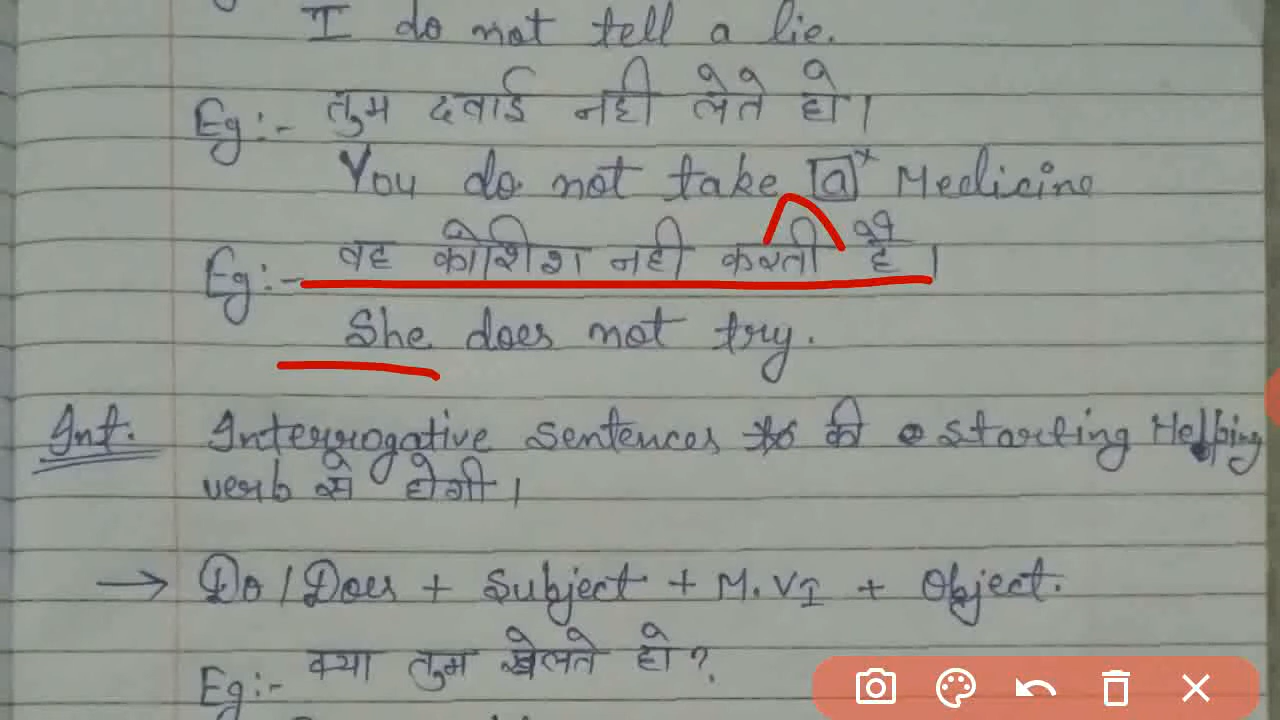 I do not tell a lie.
Eg:- तुम दवाई नही लेते हो।
You do not take a x Medicine
Eg:- वह कोशिश नही करती है।
She does not try.
Int. Interrogative sentences की starting Helping
verb से होगी।
→ Do/Does + Subject + M.VI + Object.
Eg:- क्या तुम खेलते हो?